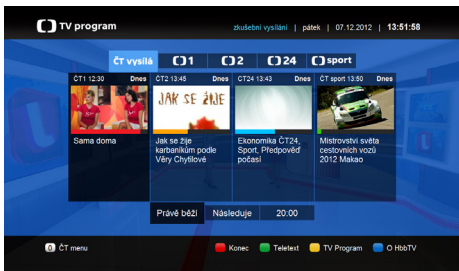 TV program
zkušební vysílání | pátek | 07.12.2012 | 13:51:58
ČT vysílá 1 2 24 sport
ČT1 12:30 Dnes
Sama doma
ČT2 13:45 Dnes
JAK SE ŽIJE
Jak se žije
karbaníkům podle
Věry Chytilové
CT24 13:43 Dnes
Ekonomika ČT24,
Sport, Předpověď
počasí
ČT sport 13:50 Dnes
Mistrovství světa
cestovních vozů
2012 Makao
Právě běží Následuje 20:00
0 ČT menu
Konec Teletext TV Program O HbbTV